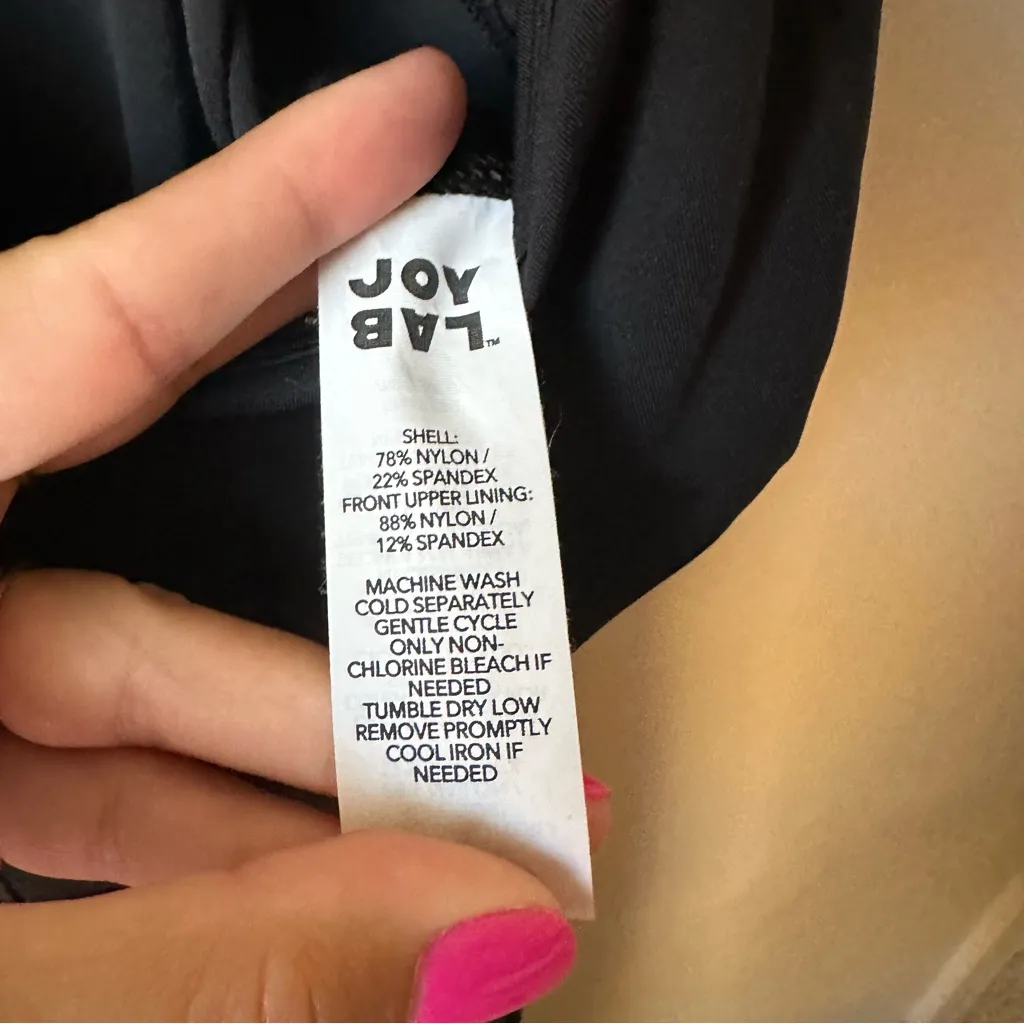 JOY
LAB™
SHELL:
78% NYLON /
22% SPANDEX
FRONT UPPER LINING:
88% NYLON /
12% SPANDEX
MACHINE WASH
COLD SEPARATELY
GENTLE CYCLE
ONLY NON-
CHLORINE BLEACH IF
NEEDED
TUMBLE DRY LOW
REMOVE PROMPTLY
COOL IRON IF
NEEDED